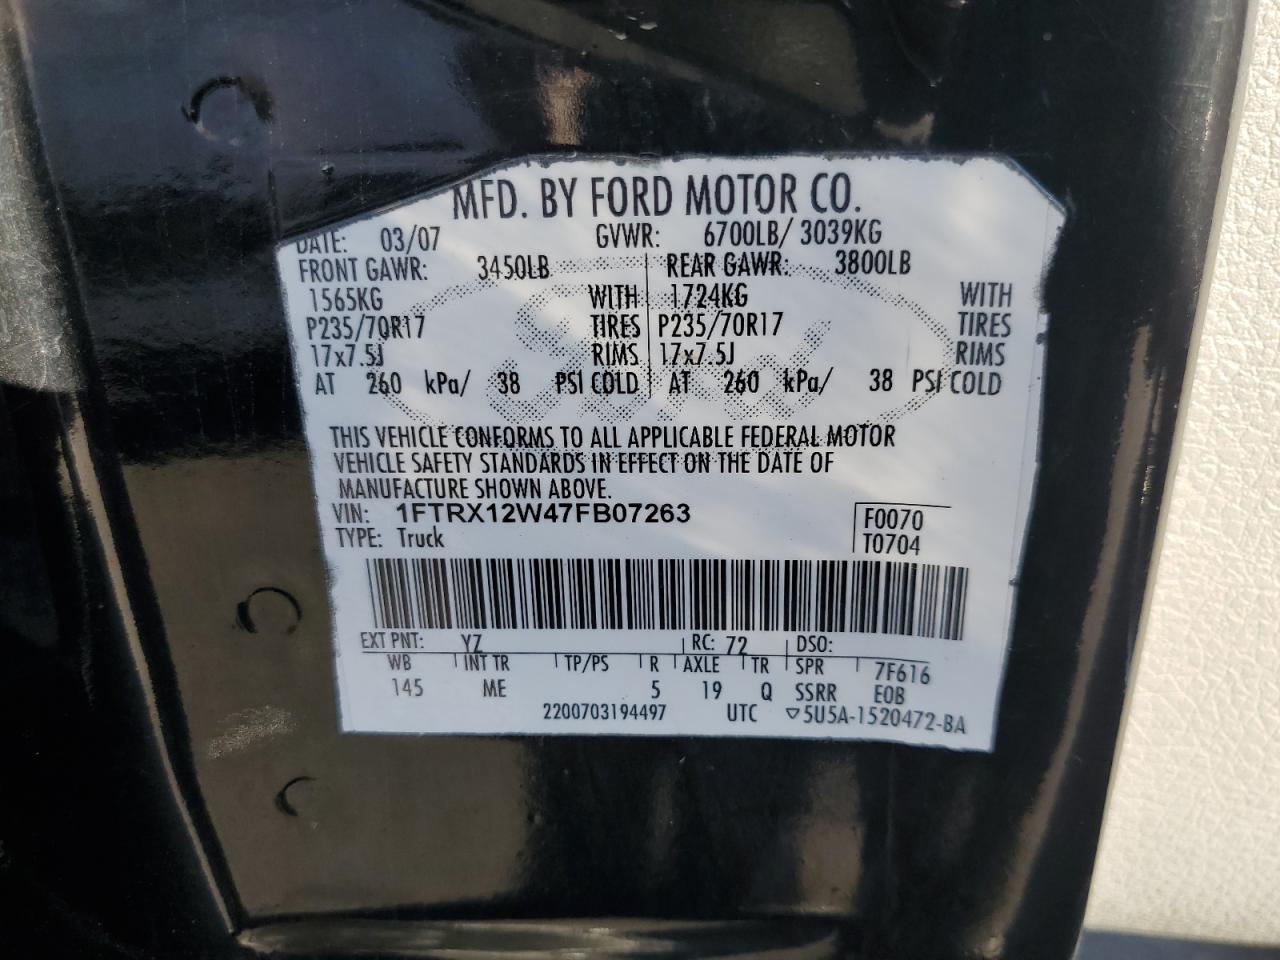 MFD. BY FORD MOTOR CO.
DATE: 03/07 GVWR: 6700LB/ 3039KG
FRONT GAWR: 3450LB REAR GAWR: 3800LB
1565KG WITH 1724KG WITH
P235/70R17 TIRES P235/70R17 TIRES
17x7.5J RIMS 17x7.5J RIMS
AT 260 kPa/ 38 PSI COLD AT 260 kPa/ 38 PSI COLD
THIS VEHICLE CONFORMS TO ALL APPLICABLE FEDERAL MOTOR
VEHICLE SAFETY STANDARDS IN EFFECT ON THE DATE OF
MANUFACTURE SHOWN ABOVE.
VIN: 1FTRX12W47FB07263 F0070
TYPE: Truck T0704
EXT PNT: YZ RC: 72 DSO:
WB INT TR TP/PS R AXLE TR SPR 7F616
145 ME 5 19 Q SSRR E0B
2200703194497 UTC ▽5U5A-1520472-BA